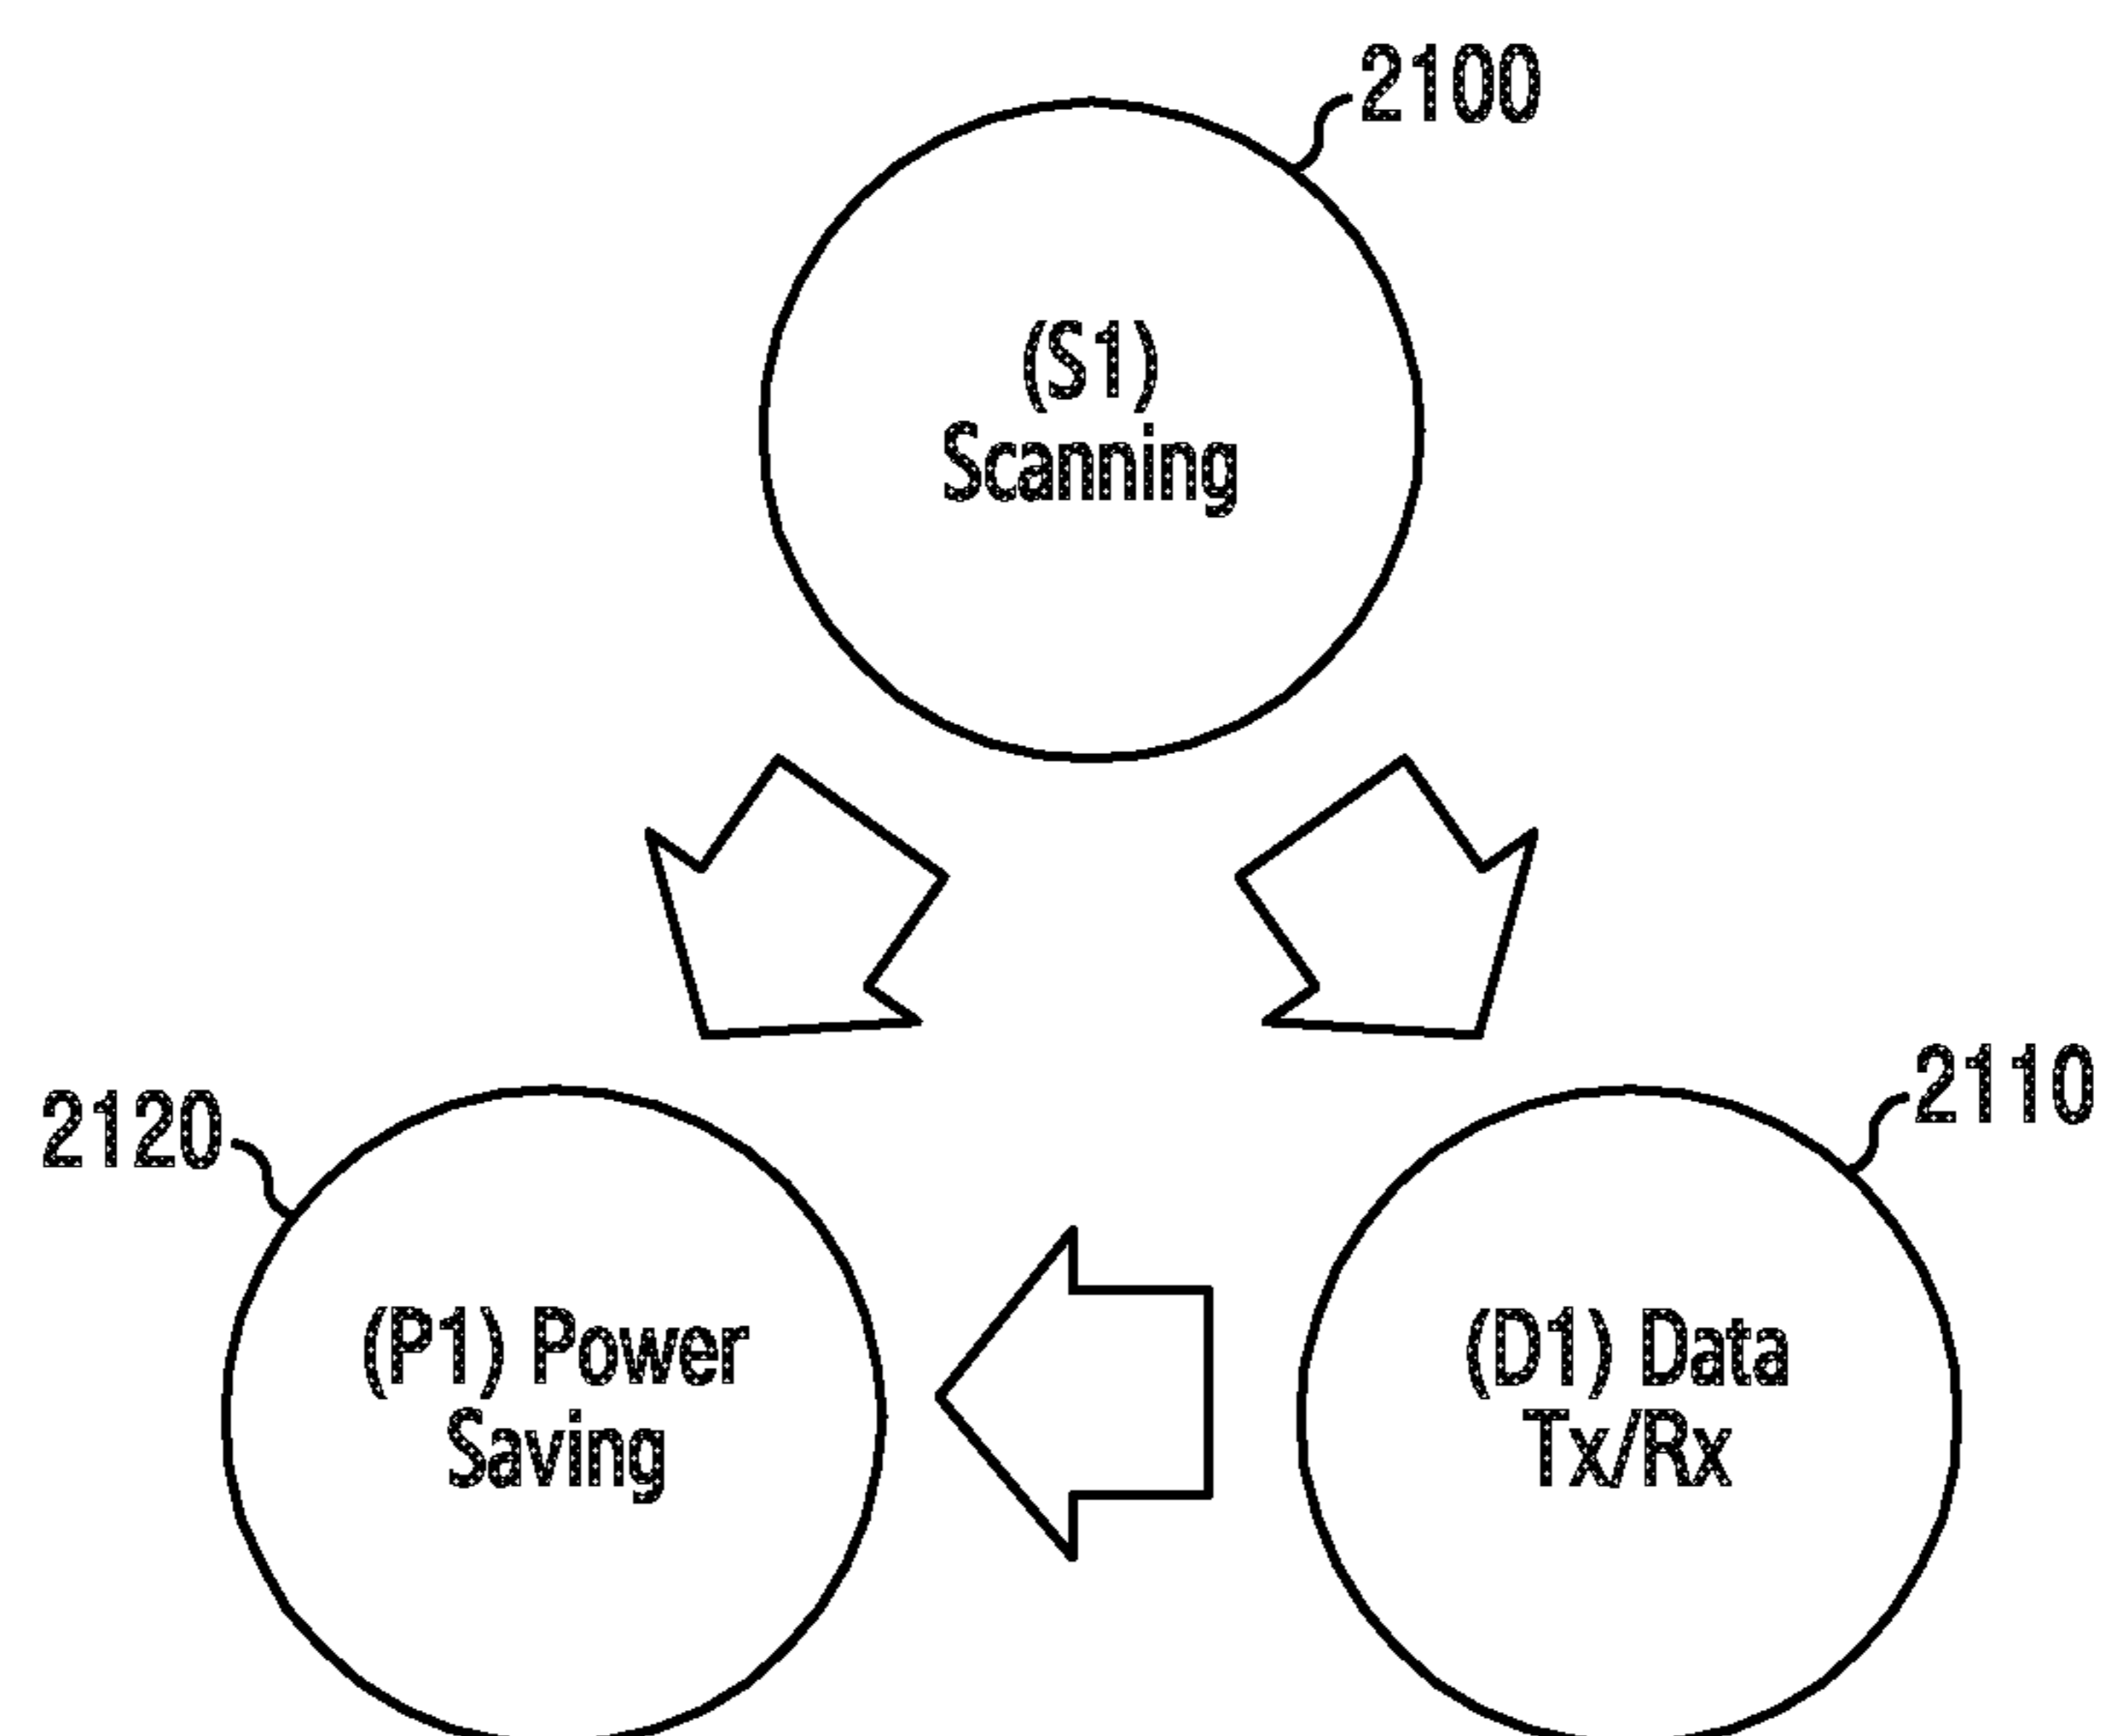 2100
(S1)
Scanning
2120
2110
(P1) Power
Saving
(D1) Data
Tx/Rx